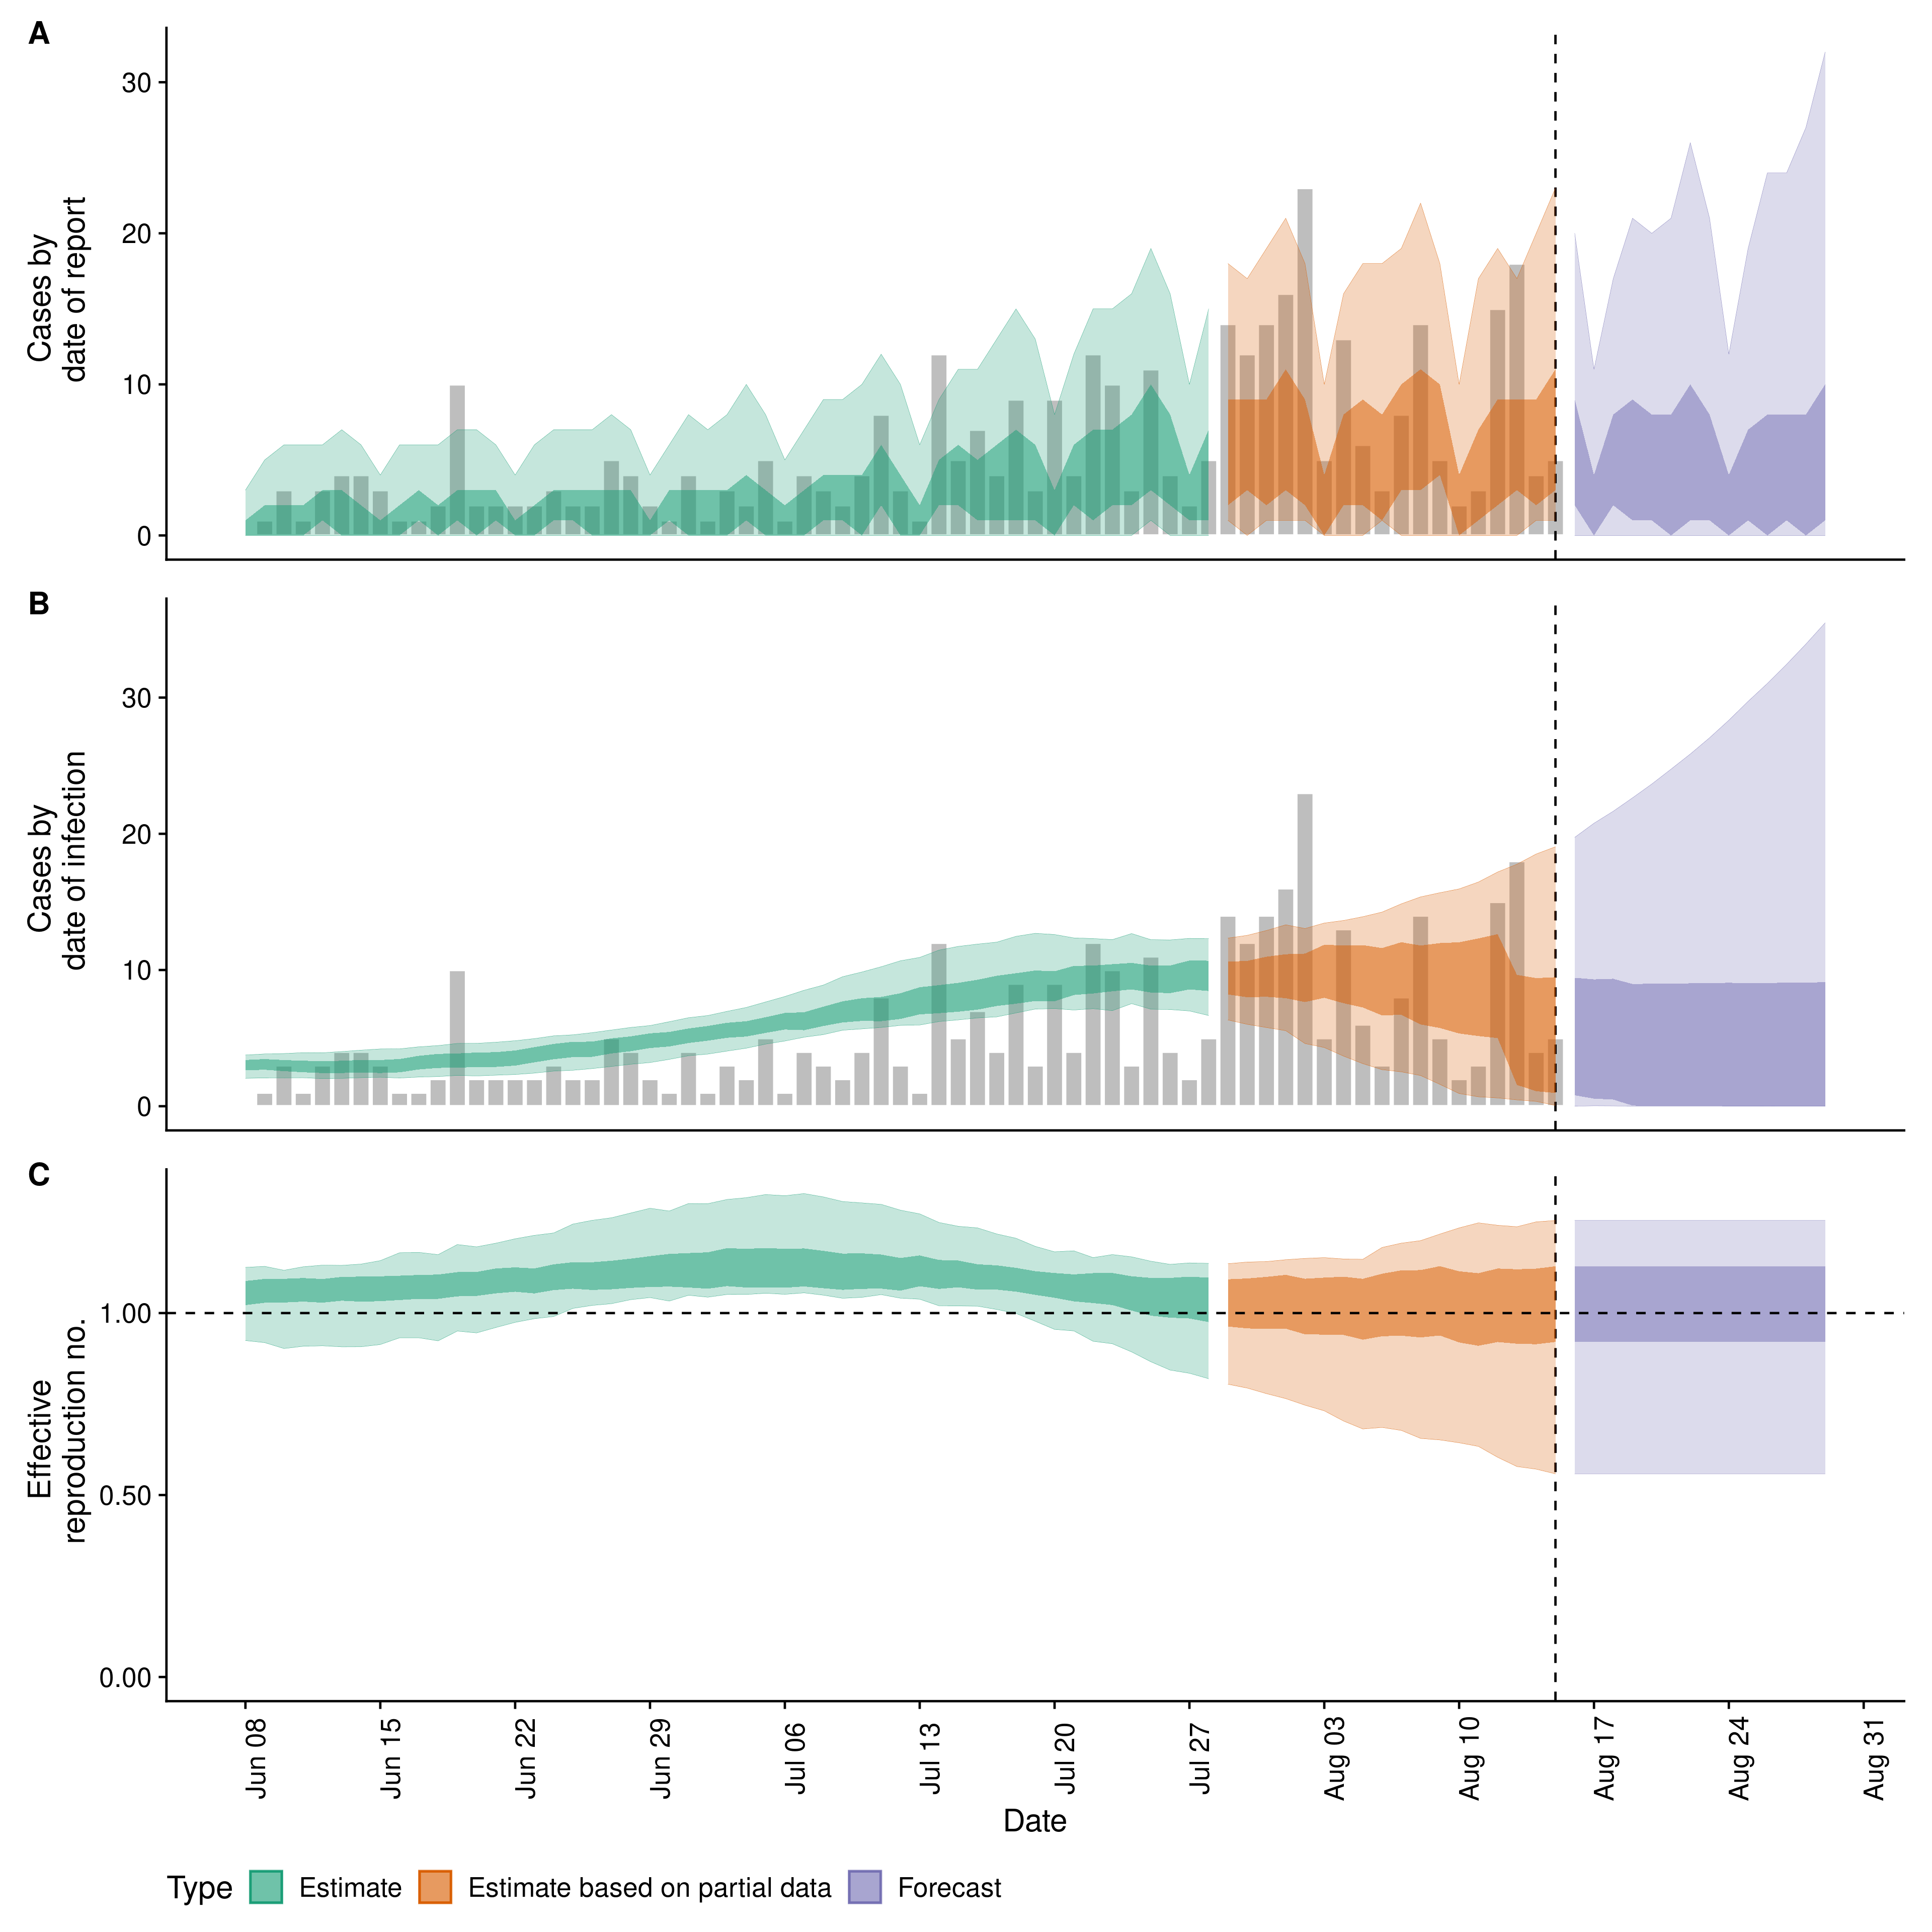 A
Cases by
date of report
30
20
10
0
B
Cases by
date of infection
30
20
10
0
C
Effective
reproduction no.
1.00
0.50
0.00
Jun 08
Jun 15
Jun 22
Jun 29
Jul 06
Jul 13
Jul 20
Jul 27
Aug 03
Aug 10
Aug 17
Aug 24
Aug 31
Date
Type
Estimate
Estimate based on partial data
Forecast